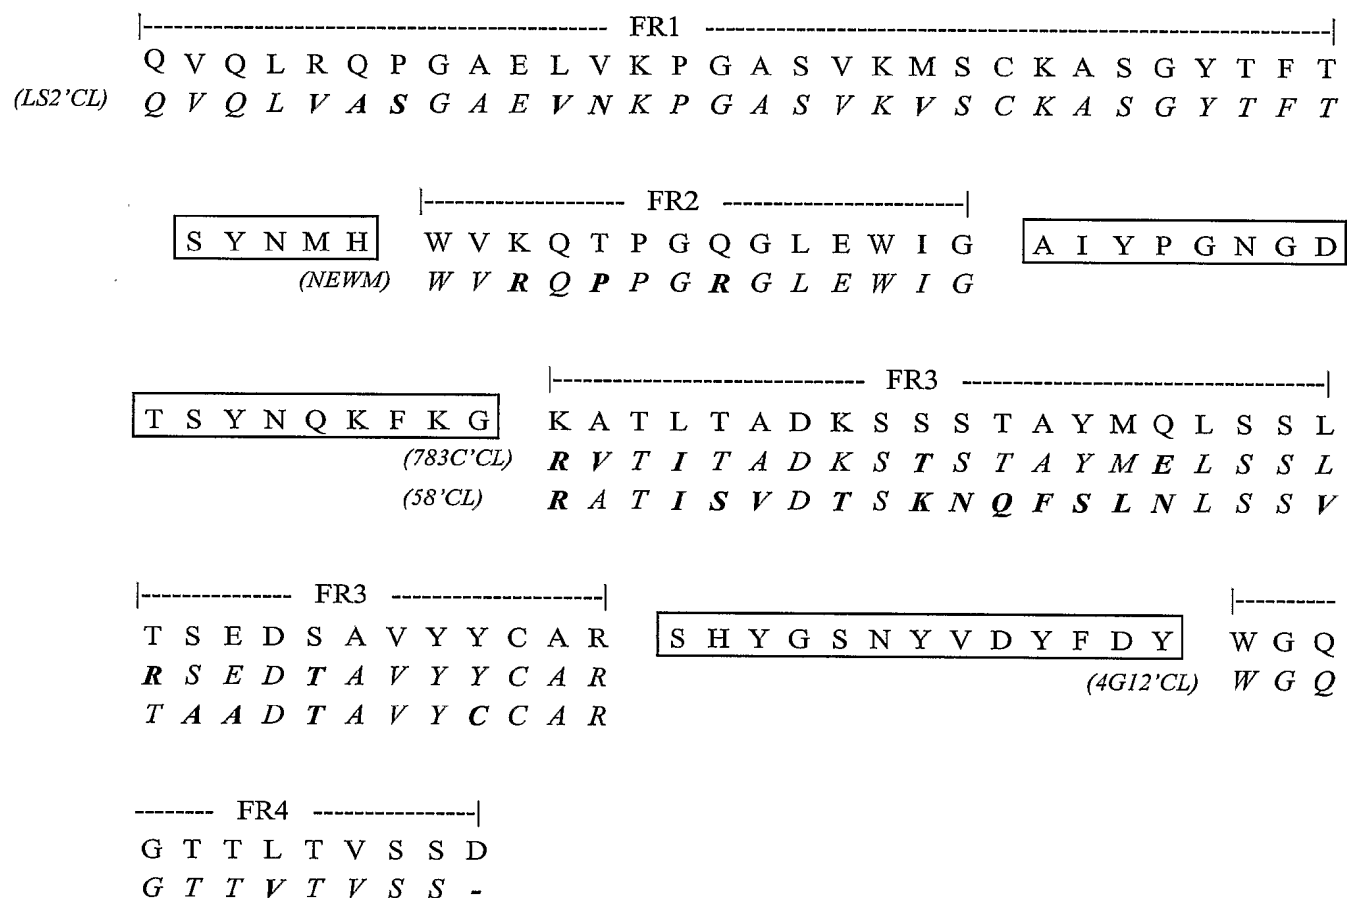 |---------------------------------------- FR1 ------------------------------------------------------|
Q V Q L R Q P G A E L V K P G A S V K M S C K A S G Y T F T
(LS2'CL) Q V Q L V A S G A E V N K P G A S V K V S C K A S G Y T F T
|----------------- FR2 --------------------|
S Y N M H W V K Q T P G Q G L E W I G A I Y P G N G D
(NEWM) W V R Q P P G R G L E W I G
|--------------------------- FR3 -------------------------------|
T S Y N Q K F K G K A T L T A D K S S S T A Y M Q L S S L
(783C'CL) R V T I T A D K S T S T A Y M E L S S L
(58'CL) R A T I S V D T S K N Q F S L N L S S V
|------------- FR3 ------------------| |----------
T S E D S A V Y Y C A R S H Y G S N Y V D Y F D Y W G Q
R S E D T A V Y Y C A R (4G12'CL) W G Q
T A A D T A V Y C C A R
-------- FR4 --------------|
G T T L T V S S D
G T T V T V S S -